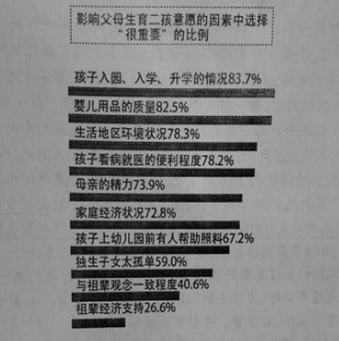 影响父母生育二孩意愿的因素中选择
“很重要”的比例
孩子入园、入学、升学的情况83.7%
婴儿用品的质量82.5%
生活地区环境状况78.3%
孩子看病就医的便利程度78.2%
母亲的精力73.9%
家庭经济状况72.8%
孩子上幼儿园前有人帮助照料67.2%
独生子女太孤单59.0%
与祖辈观念一致程度40.6%
祖辈经济支持26.6%